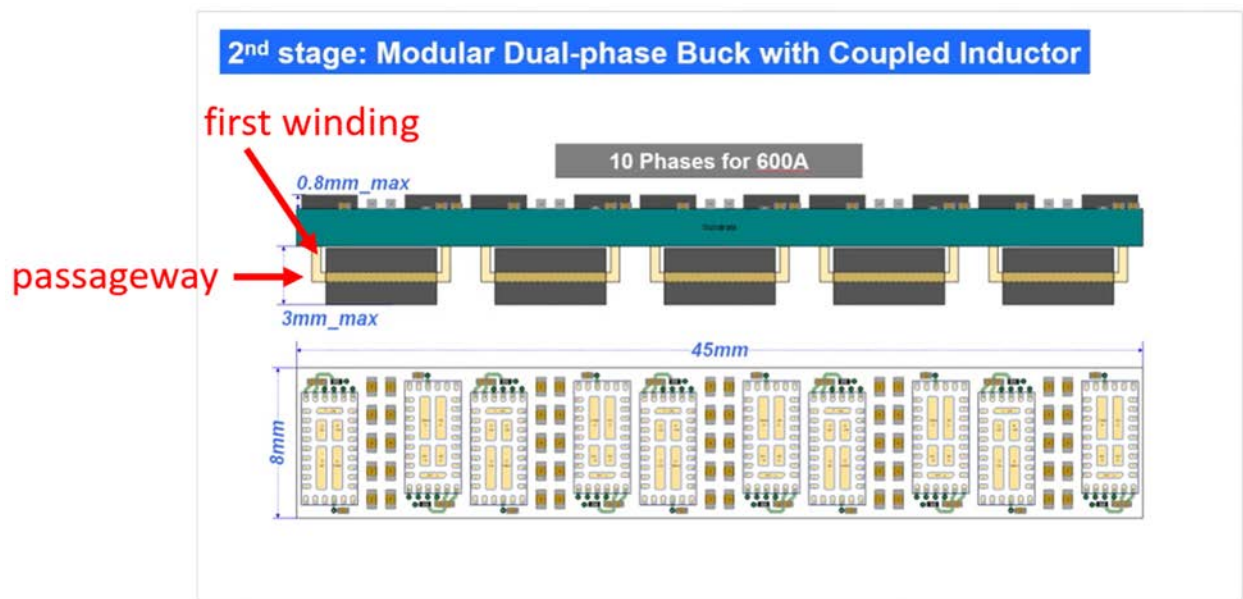 2nd stage: Modular Dual-phase Buck with Coupled Inductor
first winding
10 Phases for 600A
0.8mm_max
passageway
3mm_max
45mm
8mm